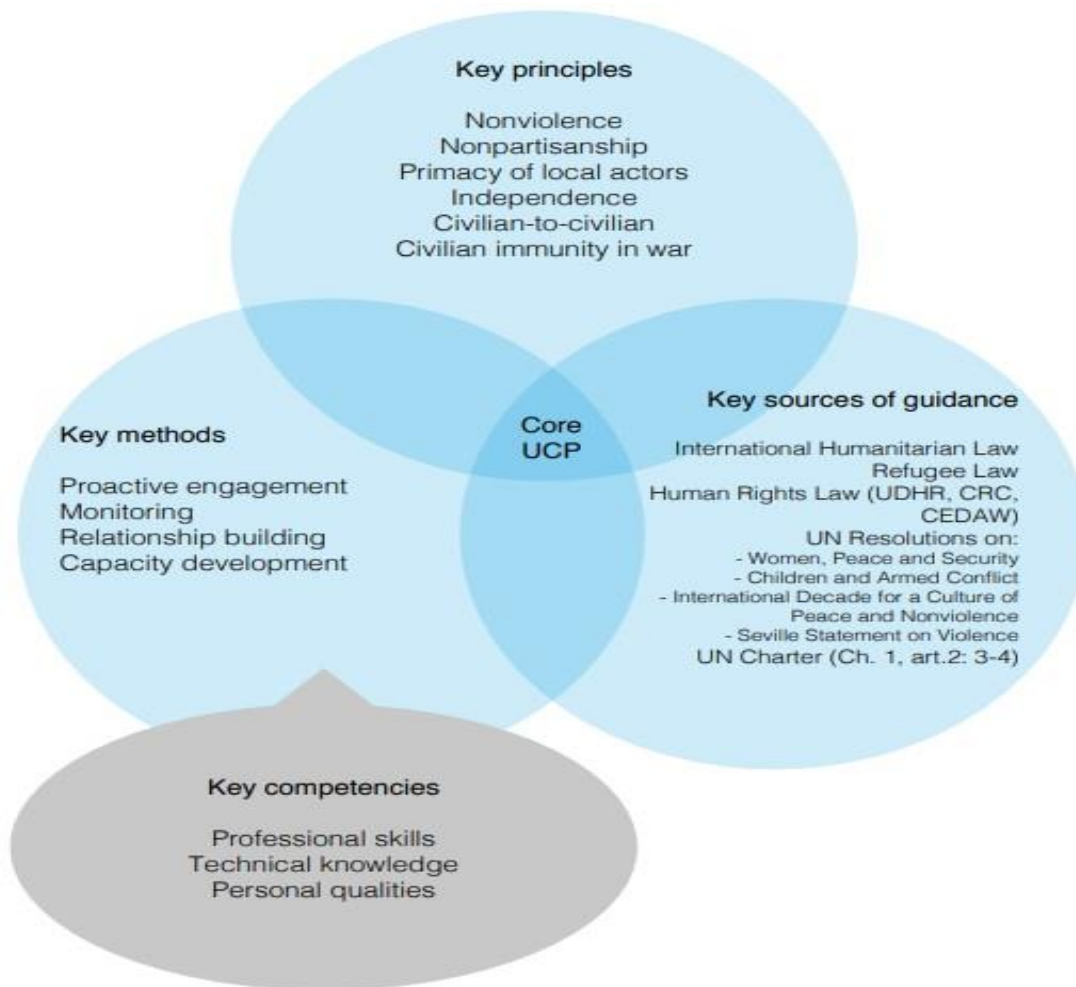 Key principles
Nonviolence
Nonpartisanship
Primacy of local actors
Independence
Civilian-to-civilian
Civilian immunity in war
Key methods
Proactive engagement
Monitoring
Relationship building
Capacity development
Core
UCP
Key sources of guidance
International Humanitarian Law
Refugee Law
Human Rights Law (UDHR, CRC,
CEDAW)
UN Resolutions on:
- Women, Peace and Security
- Children and Armed Conflict
- International Decade for a Culture of
Peace and Nonviolence
- Seville Statement on Violence
UN Charter (Ch. 1, art.2: 3-4)
Key competencies
Professional skills
Technical knowledge
Personal qualities